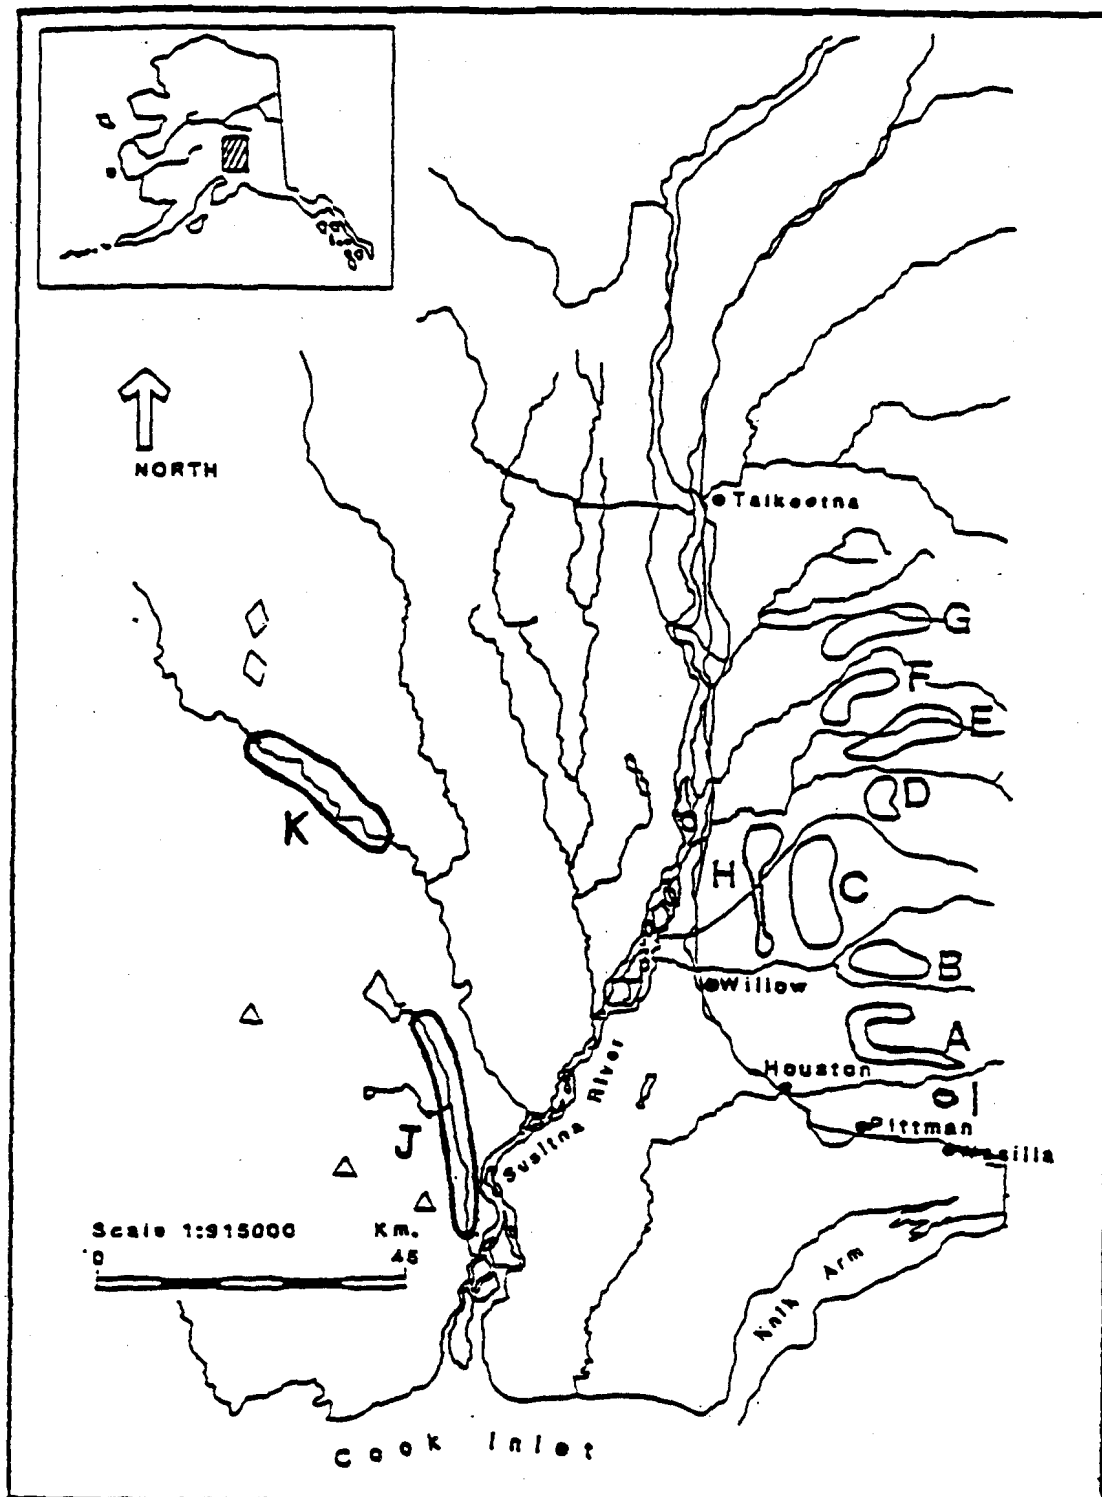 NORTH
Talkeetna
G
F
E
D
K
H
C
B
Willow
A
Houston
I
Pittman
Wasilla
Susitna River
J
Scale 1:915000 Km.
0 45
Knik Arm
Cook Inlet